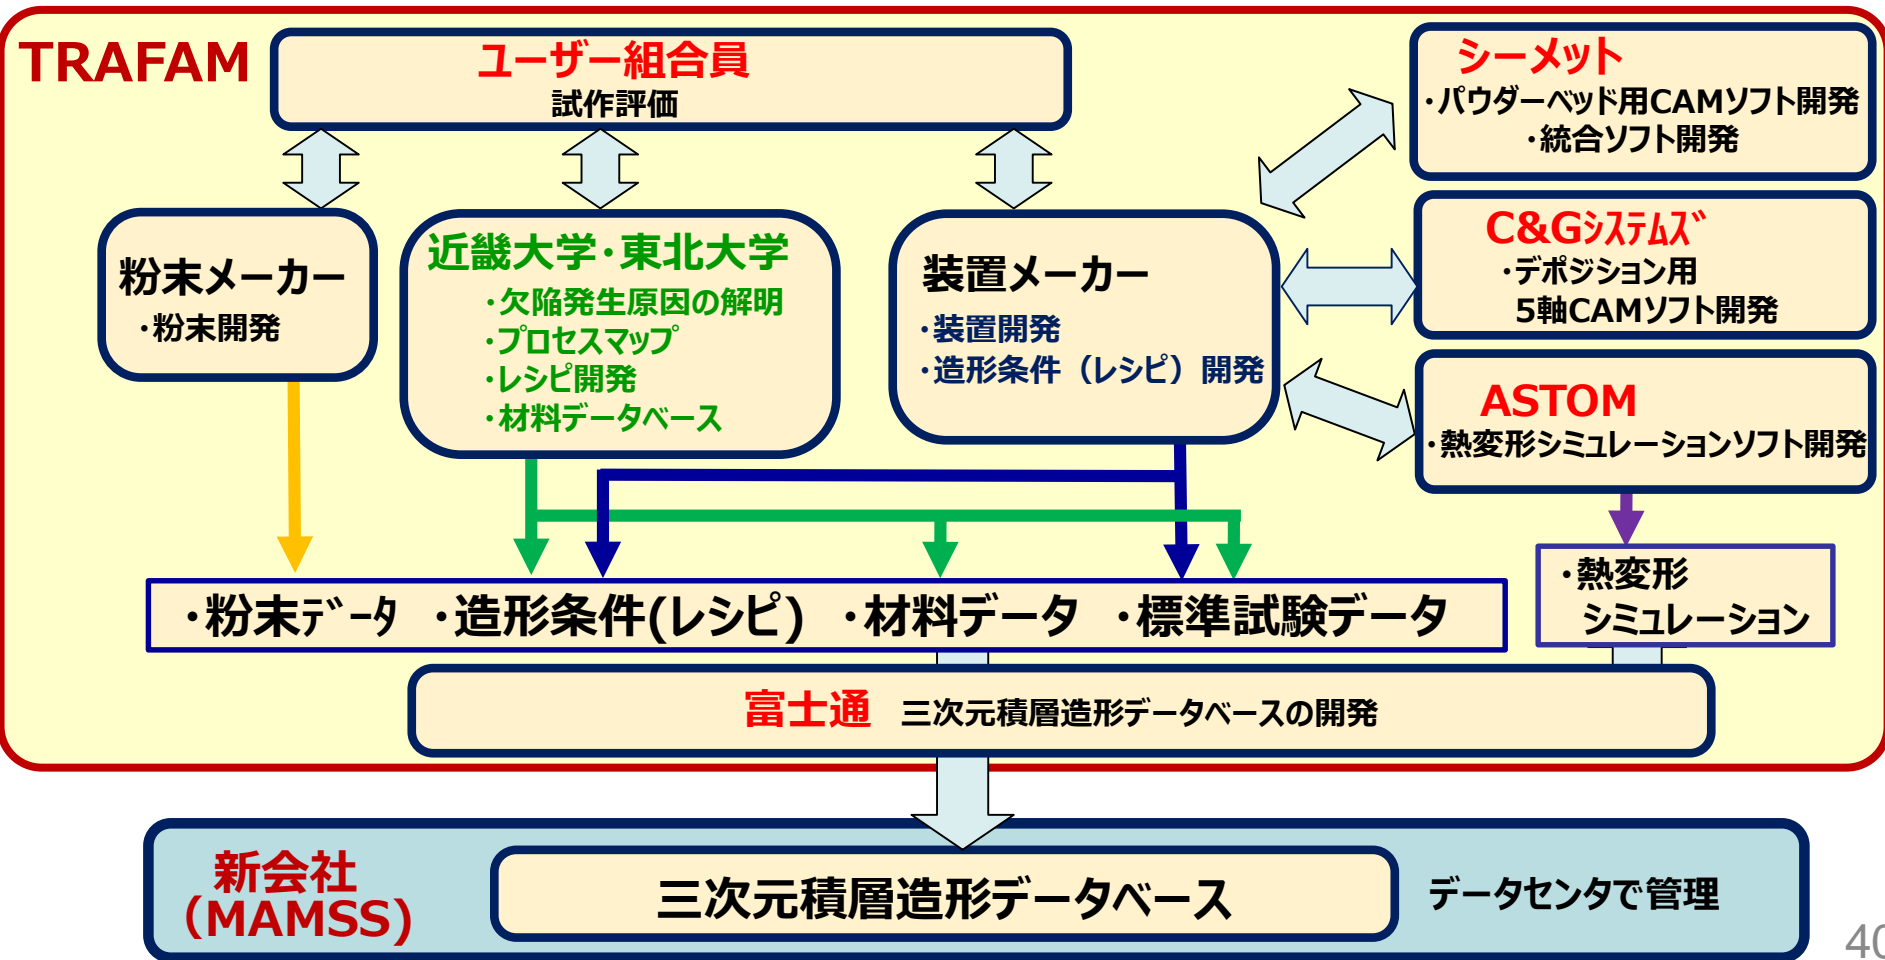 TRAFAM
ユーザー組合員
試作評価
シーメット
・パウダーベッド用CAMソフト開発
・統合ソフト開発
粉末メーカー
・粉末開発
近畿大学・東北大学
・欠陥発生原因の解明
・プロセスマップ
・レシピ開発
・材料データベース
装置メーカー
・装置開発
・造形条件（レシピ）開発
C&Gｼｽﾃﾑｽﾞ
・デポジション用
5軸CAMソフト開発
ASTOM
・熱変形シミュレーションソフト開発
・粉末ﾃﾞｰﾀ ・造形条件(レシピ) ・材料データ ・標準試験データ
・熱変形
シミュレーション
富士通 三次元積層造形データベースの開発
新会社
（MAMSS)
三次元積層造形データベース
データセンタで管理
40